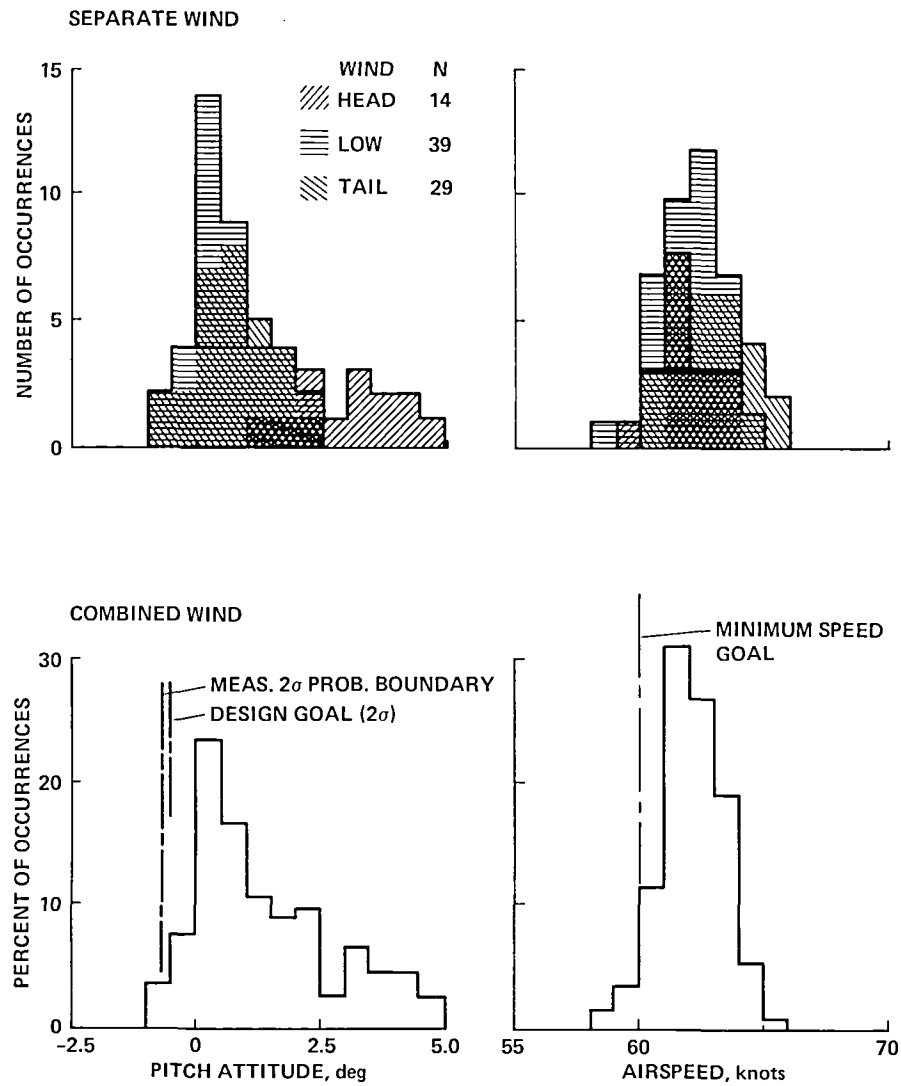 SEPARATE WIND
15
10
5
0
NUMBER OF OCCURRENCES
WIND N
HEAD 14
LOW 39
TAIL 29
70
COMBINED WIND
30
20
10
0
PERCENT OF OCCURRENCES
MEAS. 2σ PROB. BOUNDARY
DESIGN GOAL (2σ)
-2.5 0 2.5 5.0
PITCH ATTITUDE, deg
MINIMUM SPEED
GOAL
55 60 70
AIRSPEED, knots